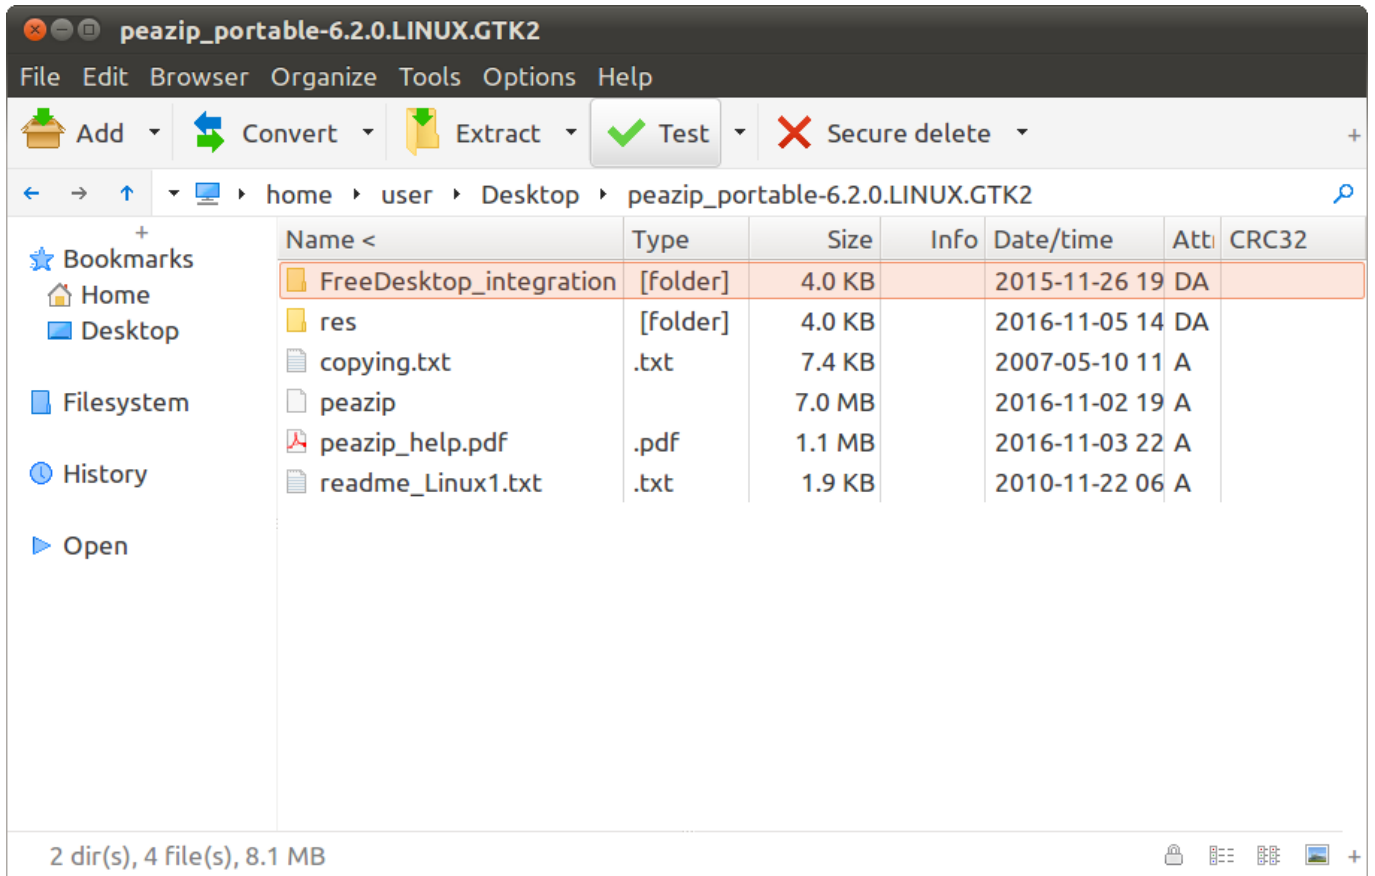 peazip_portable-6.2.0.LINUX.GTK2
File Edit Browser Organize Tools Options Help
Add Convert Extract Test Secure delete +
home user Desktop peazip_portable-6.2.0.LINUX.GTK2
+
Bookmarks
Home
Desktop
Filesystem
History
Open
Name < Type Size Info Date/time Attı CRC32
FreeDesktop_integration [folder] 4.0 KB 2015-11-26 19 DA
res [folder] 4.0 KB 2016-11-05 14 DA
copying.txt .txt 7.4 KB 2007-05-10 11 A
peazip 7.0 MB 2016-11-02 19 A
peazip_help.pdf .pdf 1.1 MB 2016-11-03 22 A
readme_Linux1.txt .txt 1.9 KB 2010-11-22 06 A
2 dir(s), 4 file(s), 8.1 MB +